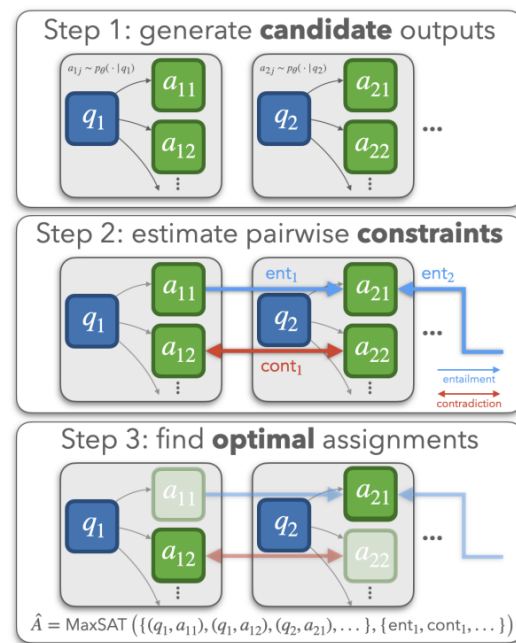 Step 1: generate candidate outputs
a₁ⱼ ~ p_θ( · |q₁)
a₂ⱼ ~ p_θ( · |q₂)
a₁₁
a₂₁
q₁
q₂
a₁₂
a₂₂
...
⋮
⋮
Step 2: estimate pairwise constraints
ent₁
ent₂
a₁₁
a₂₁
q₁
q₂
a₁₂
a₂₂
...
cont₁
entailment
contradiction
⋮
⋮
Step 3: find optimal assignments
a₁₁
a₂₁
q₁
q₂
a₁₂
a₂₂
...
⋮
⋮
Â = MaxSAT ({(q₁, a₁₁), (q₁, a₁₂), (q₂, a₂₁), . . . }, {ent₁, cont₁, . . . })